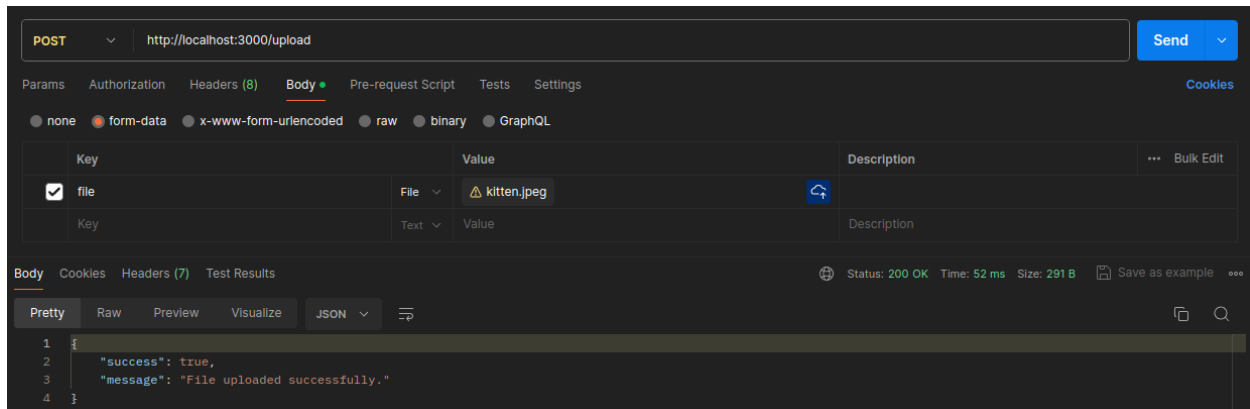 POST http://localhost:3000/upload Send
Params Authorization Headers (8) Body Pre-request Script Tests Settings Cookies
none form-data x-www-form-urlencoded raw binary GraphQL
Key Value Description ••• Bulk Edit
file File kitten.jpeg
Key Text Value Description
Body Cookies Headers (7) Test Results Status: 200 OK Time: 52 ms Size: 291 B Save as example
Pretty Raw Preview Visualize JSON
1 {
2 "success": true,
3 "message": "File uploaded successfully."
4 }